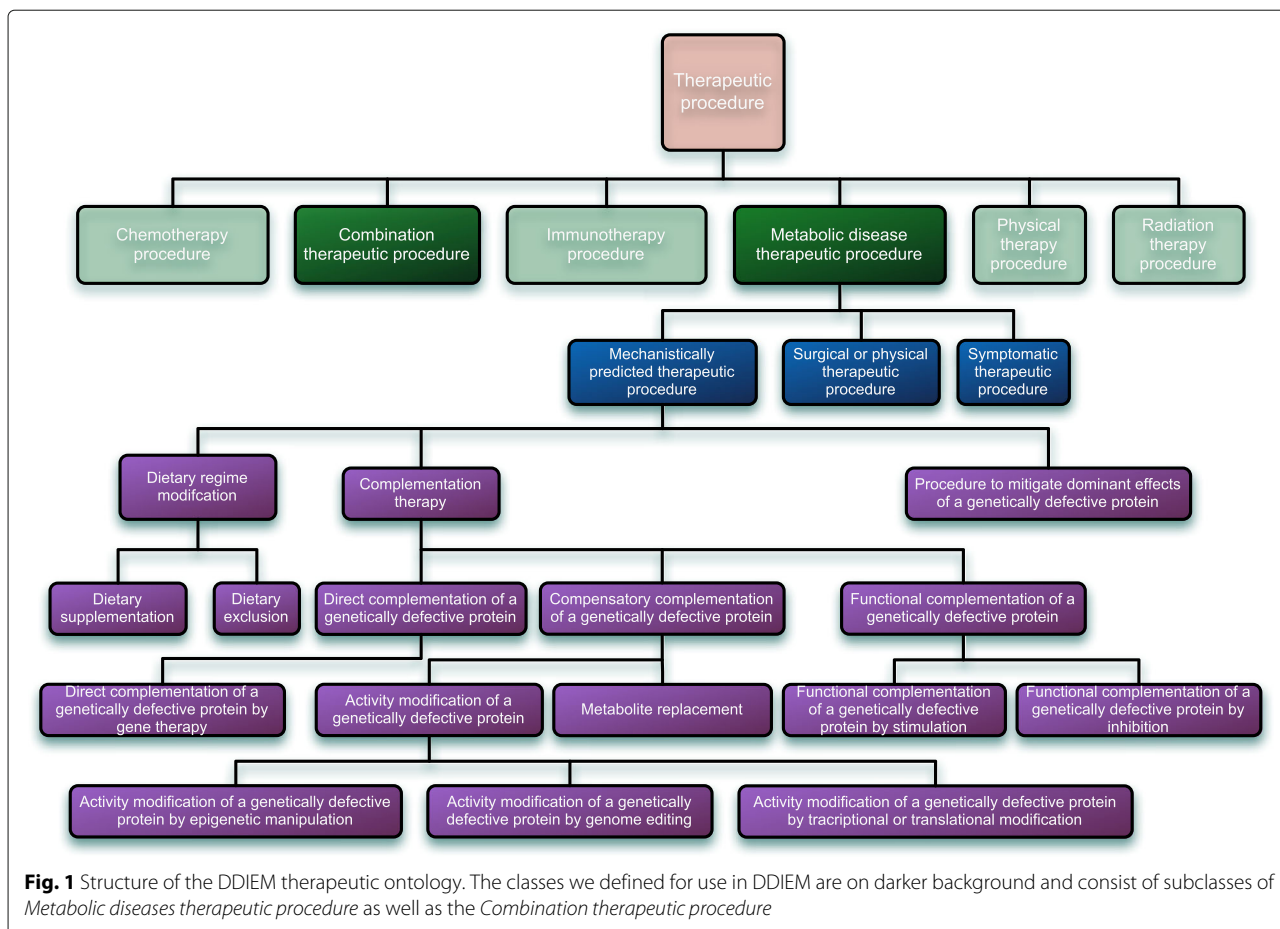 Therapeutic
procedure
Chemotherapy
procedure
Combination
therapeutic procedure
Immunotherapy
procedure
Metabolic disease
therapeutic procedure
Physical
therapy
procedure
Radiation
therapy
procedure
Mechanistically
predicted therapeutic
procedure
Surgical or physical
therapeutic
procedure
Symptomatic
therapeutic
procedure
Dietary regime
modifcation
Complementation
therapy
Procedure to mitigate dominant effects
of a genetically defective protein
Dietary
supplementation
Dietary
exclusion
Direct complementation of a
genetically defective protein
Compensatory complementation
of a genetically defective protein
Functional complementation of a
genetically defective protein
Direct complementation of a
genetically defective protein by
gene therapy
Activity modification of a
genetically defective
protein
Metabolite replacement
Functional complementation
of a genetically defective
protein by stimulation
Functional complementation of a
genetically defective protein by
inhibition
Activity modification of a genetically defective
protein by epigenetic manipulation
Activity modification of a genetically
defective protein by genome editing
Activity modification of a genetically defective protein
by tracriptional or translational modification
Fig. 1 Structure of the DDIEM therapeutic ontology. The classes we defined for use in DDIEM are on darker background and consist of subclasses of
Metabolic diseases therapeutic procedure as well as the Combination therapeutic procedure